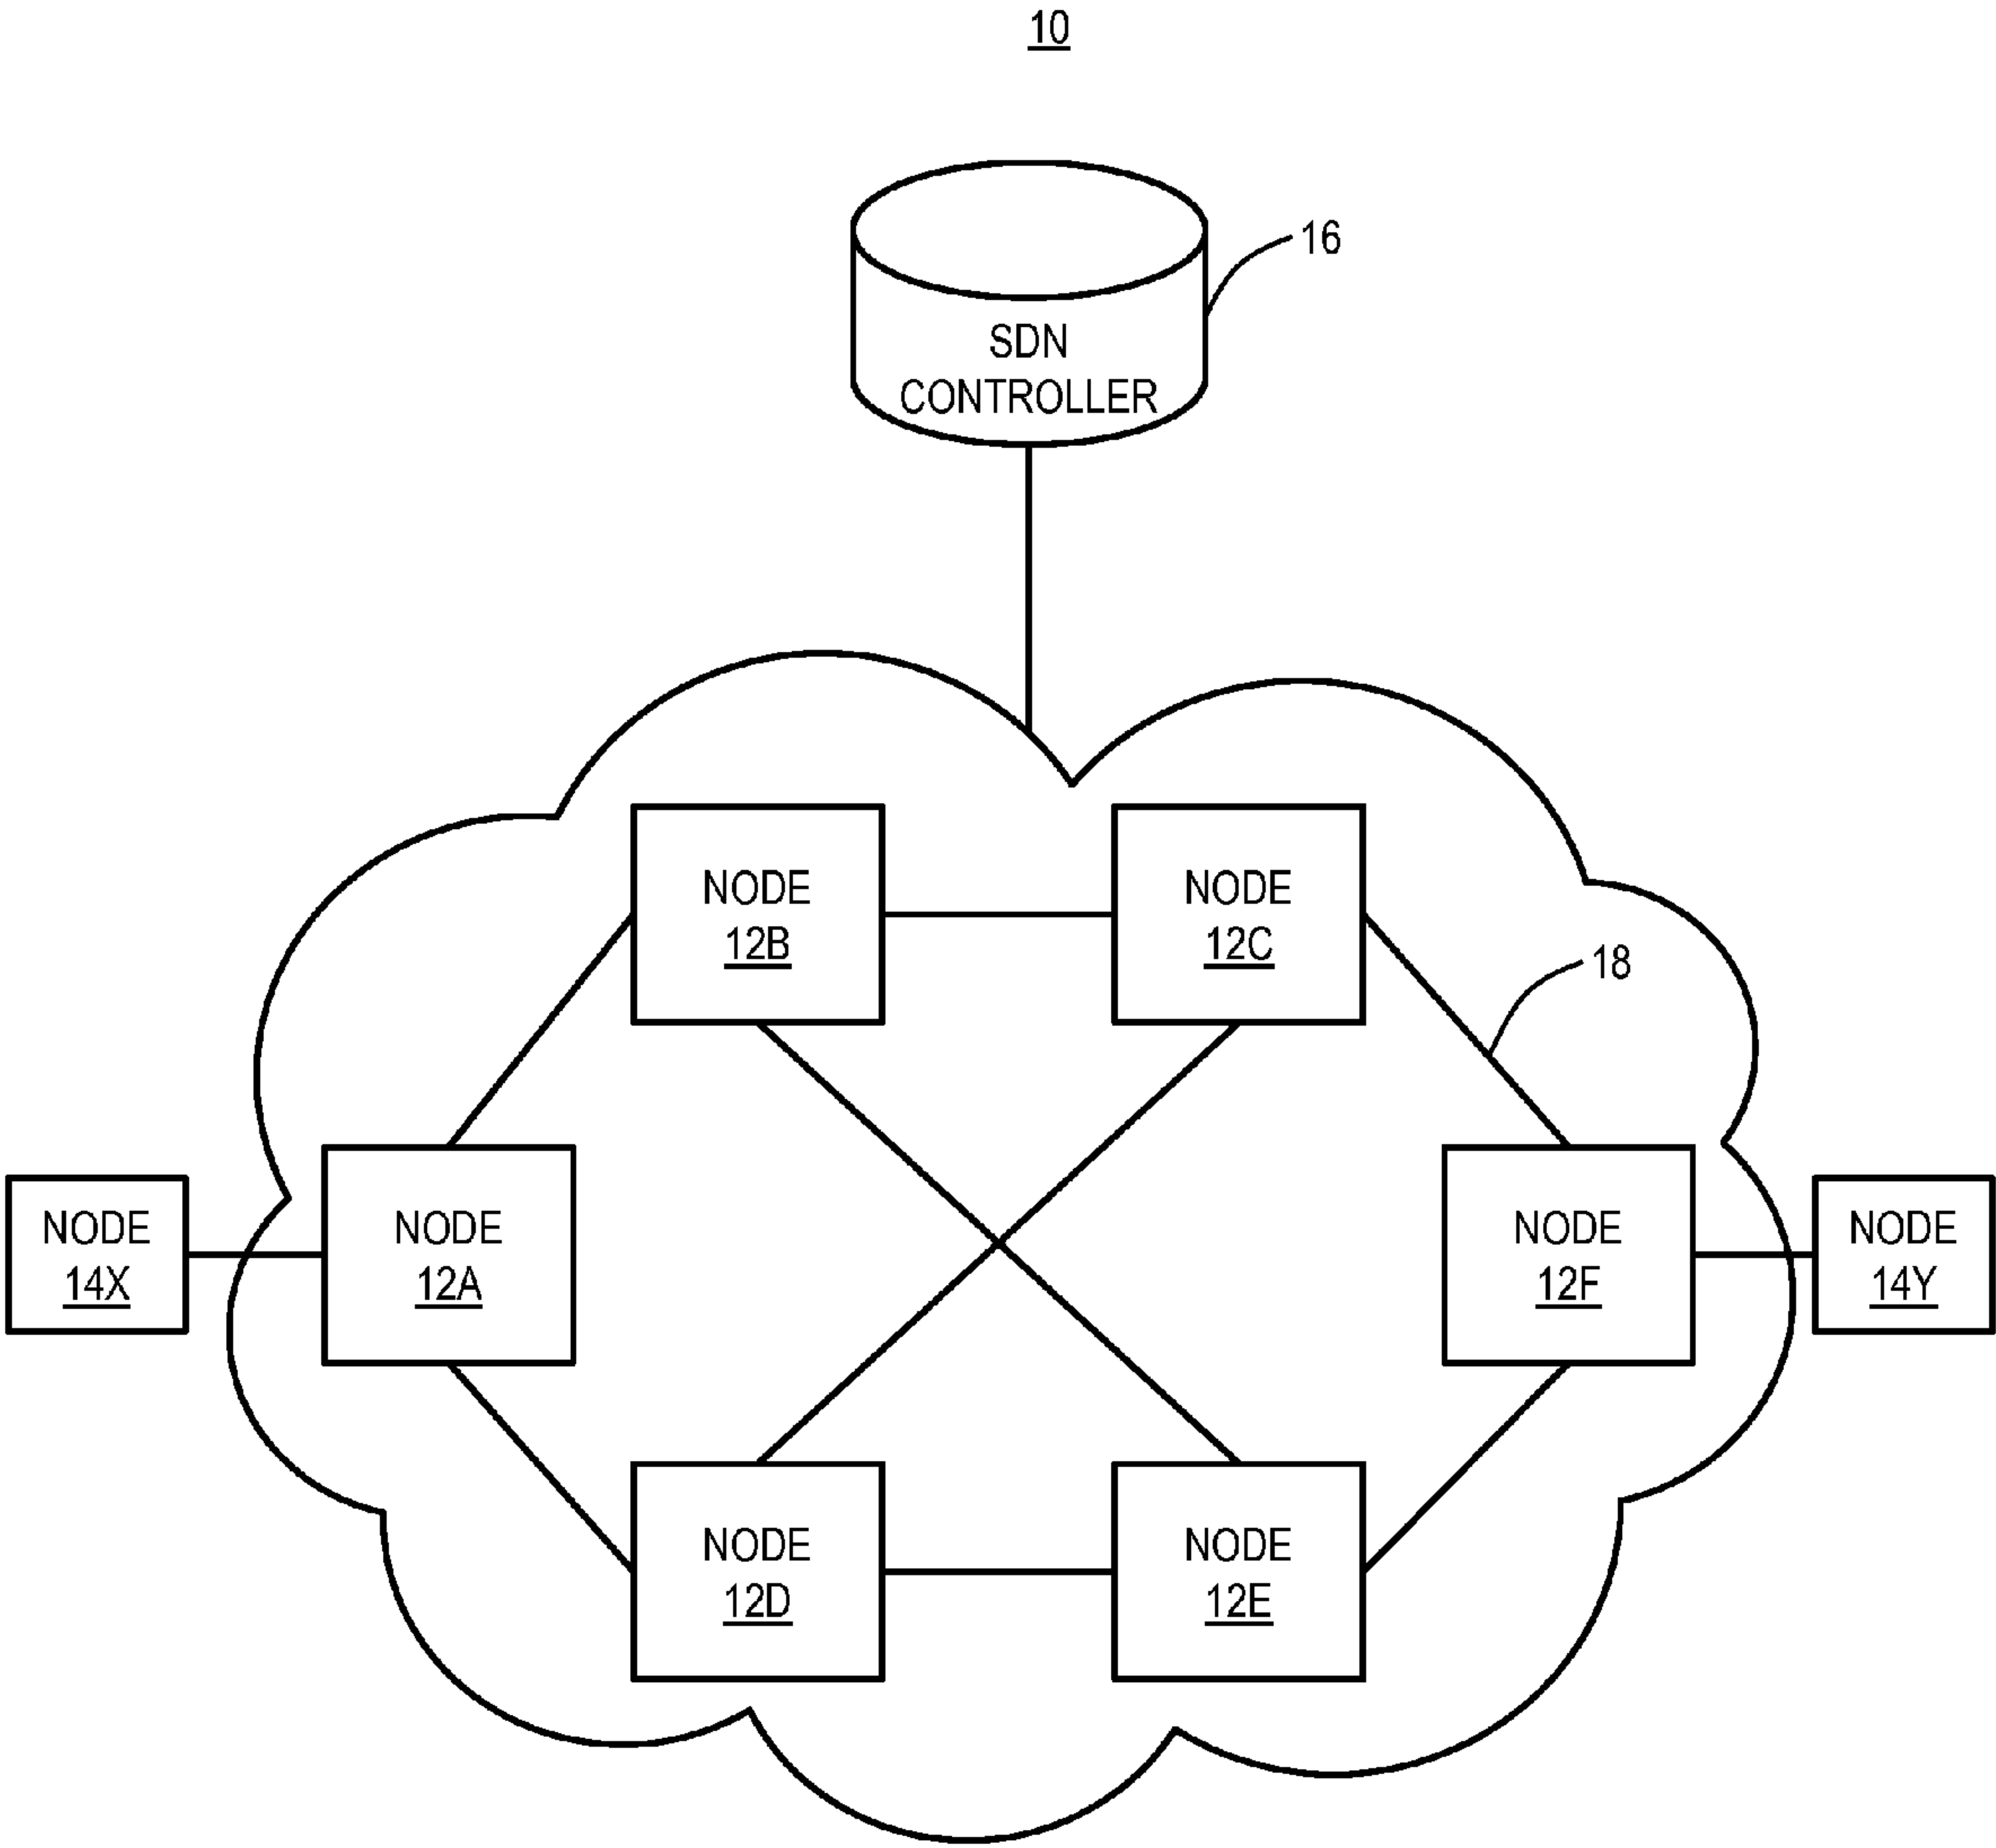 10
16
SDN
CONTROLLER
NODE
12B
NODE
12C
18
NODE
14X
NODE
12A
NODE
12F
NODE
14Y
NODE
12D
NODE
12E